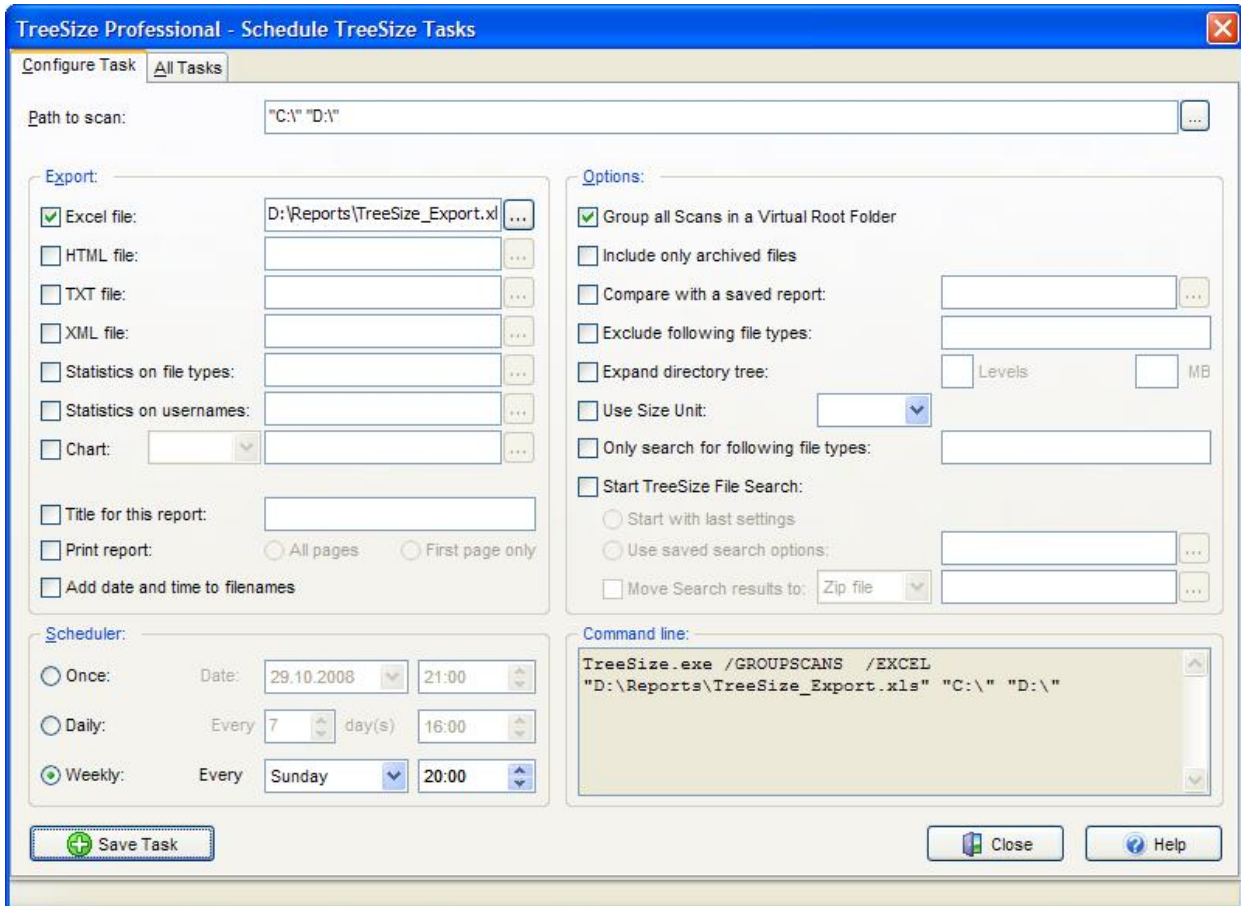 TreeSize Professional - Schedule TreeSize Tasks
Configure Task All Tasks
Path to scan: "C:\" "D:\" ...
Export:
Excel file: D:\Reports\TreeSize_Export.xl ...
HTML file: ...
TXT file: ...
XML file: ...
Statistics on file types: ...
Statistics on usernames: ...
Chart: ...
Title for this report:
Print report: All pages First page only
Add date and time to filenames
Options:
Group all Scans in a Virtual Root Folder
Include only archived files
Compare with a saved report: ...
Exclude following file types:
Expand directory tree: Levels MB
Use Size Unit:
Only search for following file types:
Start TreeSize File Search:
Start with last settings
Use saved search options: ...
Move Search results to: Zip file ...
Scheduler:
Once: Date: 29.10.2008 21:00
Daily: Every 7 day(s) 16:00
Weekly: Every Sunday 20:00
Command line:
TreeSize.exe /GROUPSCANS  /EXCEL
"D:\Reports\TreeSize_Export.xls" "C:\" "D:\"
Save Task Close Help